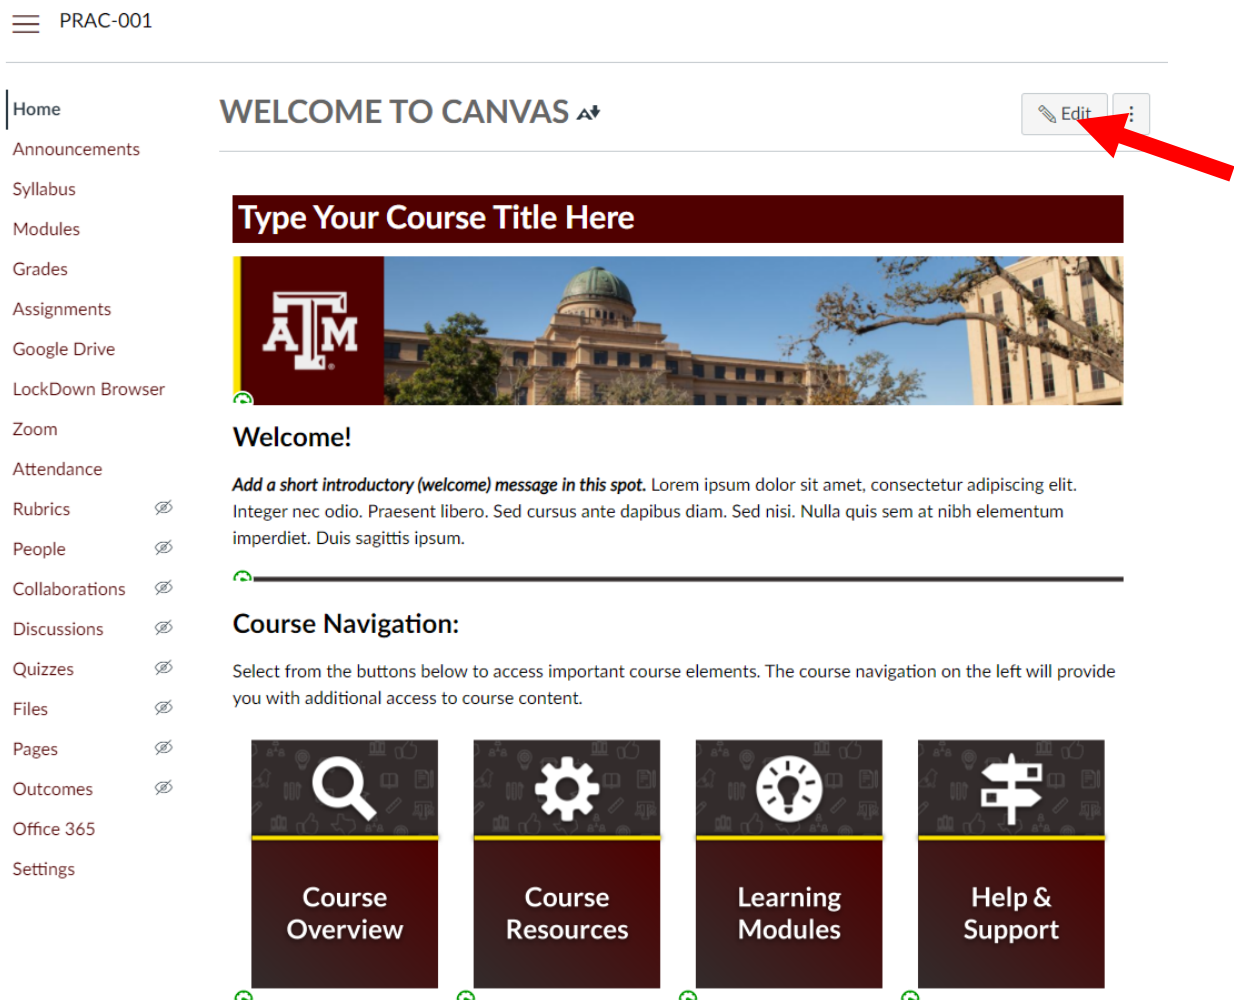 PRAC-001
Home
Announcements
Syllabus
Modules
Grades
Assignments
Google Drive
LockDown Browser
Zoom
Attendance
Rubrics
People
Collaborations
Discussions
Quizzes
Files
Pages
Outcomes
Office 365
Settings
WELCOME TO CANVAS
Edit
Type Your Course Title Here
ATM
Welcome!
Add a short introductory (welcome) message in this spot. Lorem ipsum dolor sit amet, consectetur adipiscing elit.
Integer nec odio. Praesent libero. Sed cursus ante dapibus diam. Sed nisi. Nulla quis sem at nibh elementum
imperdiet. Duis sagittis ipsum.
Course Navigation:
Select from the buttons below to access important course elements. The course navigation on the left will provide
you with additional access to course content.
Course
Overview
Course
Resources
Learning
Modules
Help &
Support